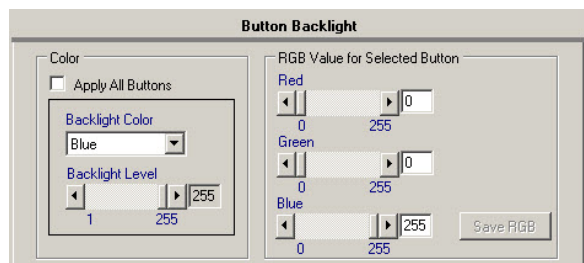 Button Backlight
Color
Apply All Buttons
Backlight Color
Blue
Backlight Level
255
1 255
RGB Value for Selected Button
Red
0
0 255
Green
0
0 255
Blue
255
0 255
Save RGB